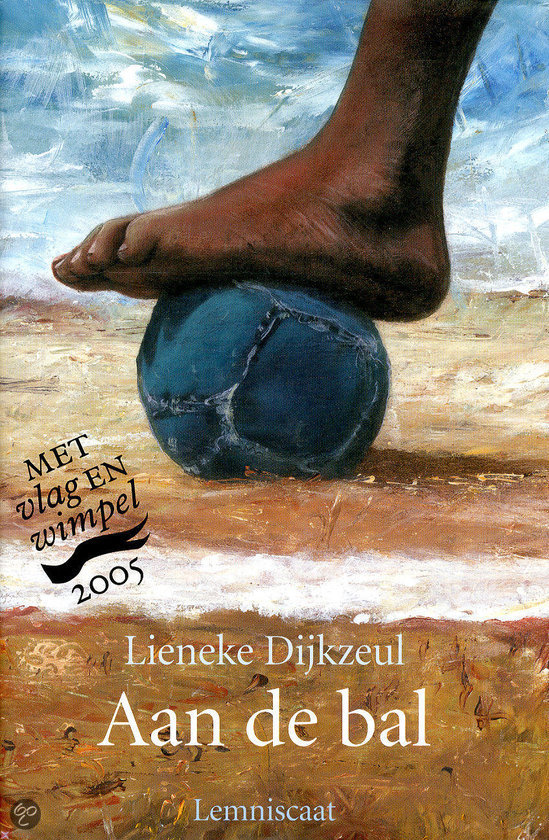 MET
vlag EN
wimpel
2005
Lieneke Dijkzeul
Aan de bal
Lemniscaat